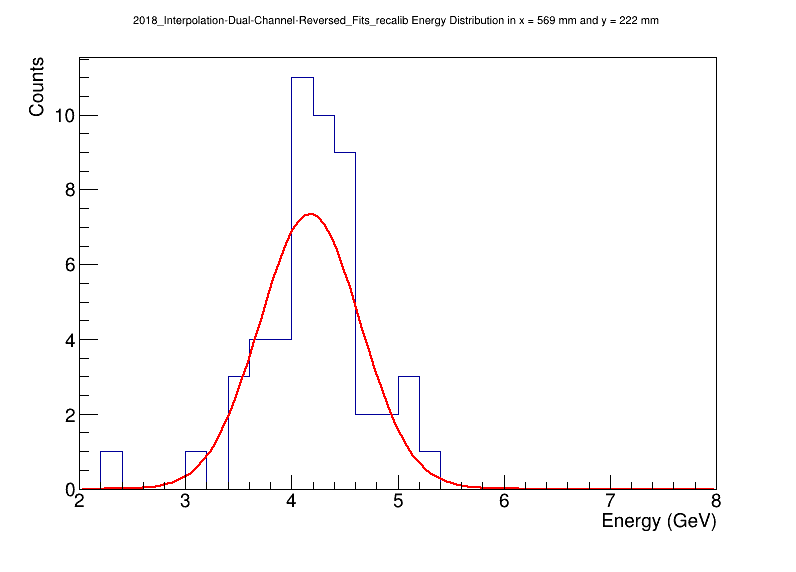 2018_Interpolation-Dual-Channel-Reversed_Fits_recalib Energy Distribution in x = 569 mm and y = 222 mm
Counts
10
8
6
4
2
0
2 3 4 5 6 7 8
Energy (GeV)